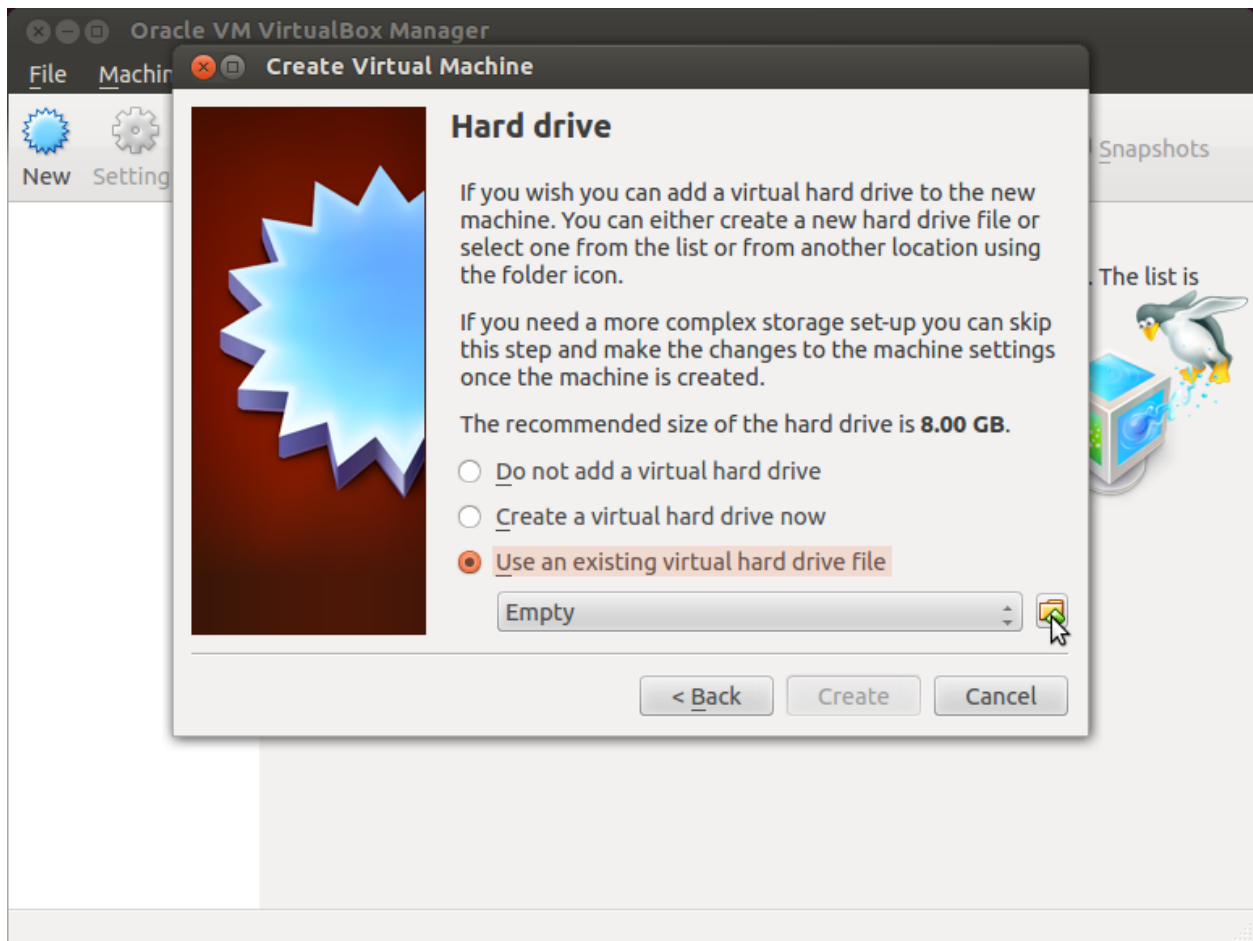 Oracle VM VirtualBox Manager
File Machin
Create Virtual Machine
New Setting
Snapshots
Hard drive
If you wish you can add a virtual hard drive to the new
machine. You can either create a new hard drive file or
select one from the list or from another location using
the folder icon.
. The list is
If you need a more complex storage set-up you can skip
this step and make the changes to the machine settings
once the machine is created.
The recommended size of the hard drive is 8.00 GB.
Do not add a virtual hard drive
Create a virtual hard drive now
Use an existing virtual hard drive file
Empty
< Back Create Cancel